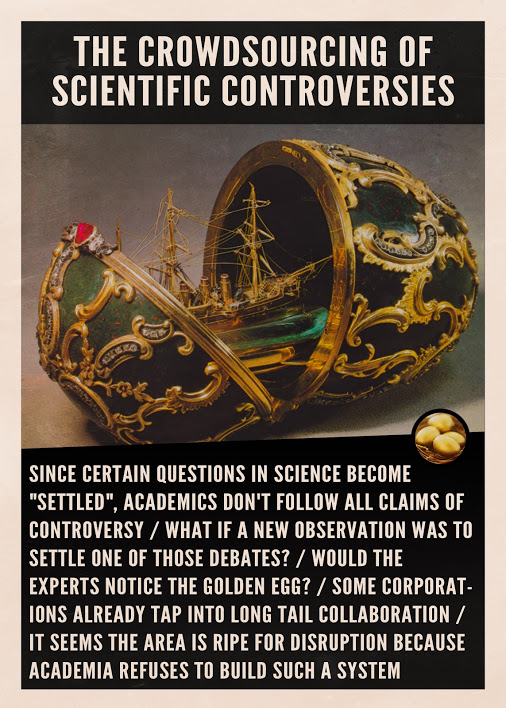 THE CROWDSOURCING OF
SCIENTIFIC CONTROVERSIES
SINCE CERTAIN QUESTIONS IN SCIENCE BECOME
"SETTLED", ACADEMICS DON'T FOLLOW ALL CLAIMS OF
CONTROVERSY / WHAT IF A NEW OBSERVATION WAS TO
SETTLE ONE OF THOSE DEBATES? / WOULD THE
EXPERTS NOTICE THE GOLDEN EGG? / SOME CORPORAT-
IONS ALREADY TAP INTO LONG TAIL COLLABORATION /
IT SEEMS THE AREA IS RIPE FOR DISRUPTION BECAUSE
ACADEMIA REFUSES TO BUILD SUCH A SYSTEM